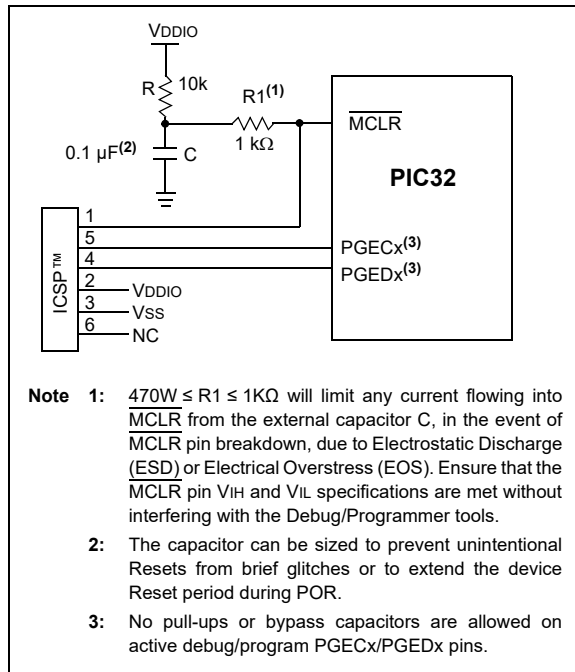 VDDIO
R 10k
R1(1)
0.1 µF(2)
C
1 kΩ
MCLR
PIC32
1
5
4
2
3
6
ICSP™
PGECx(3)
PGEDx(3)
VDDIO
VSS
NC
Note 1: 470W ≤ R1 ≤ 1KΩ will limit any current flowing into
MCLR from the external capacitor C, in the event of
MCLR pin breakdown, due to Electrostatic Discharge
(ESD) or Electrical Overstress (EOS). Ensure that the
MCLR pin VIH and VIL specifications are met without
interfering with the Debug/Programmer tools.
2: The capacitor can be sized to prevent unintentional
Resets from brief glitches or to extend the device
Reset period during POR.
3: No pull-ups or bypass capacitors are allowed on
active debug/program PGECx/PGEDx pins.